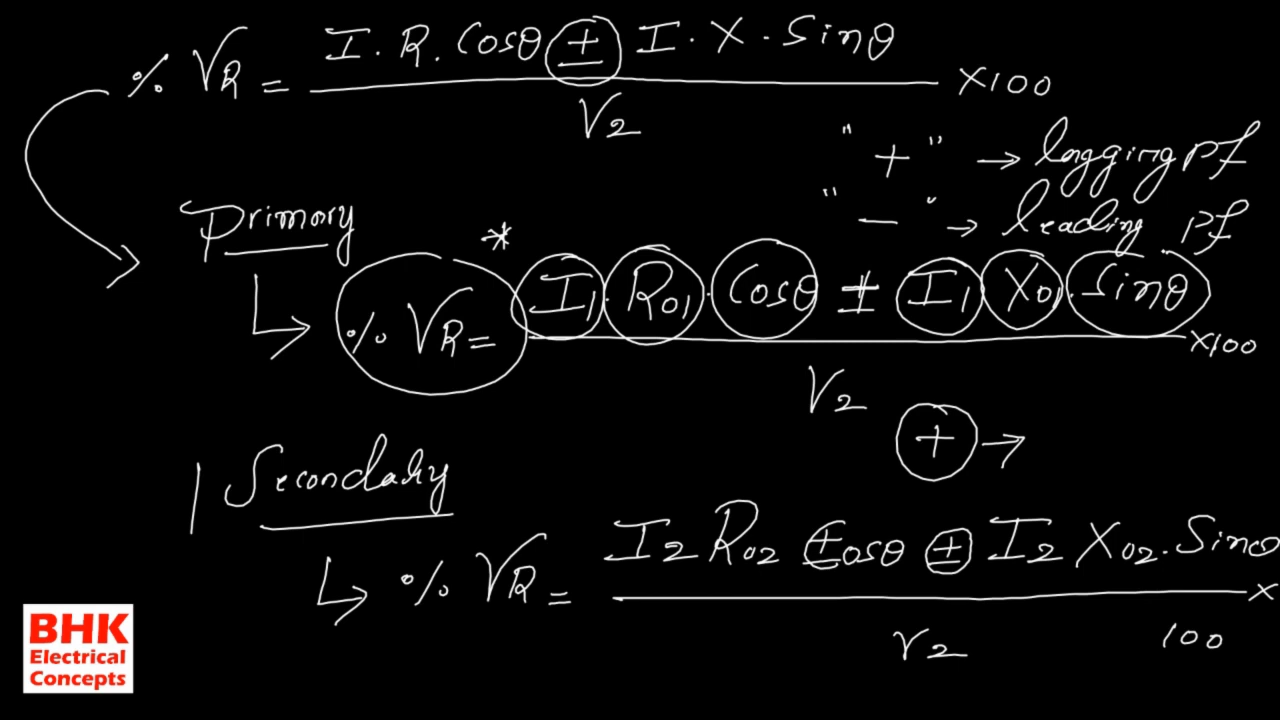 % VR = I . R . Cosθ ± I . X . Sinθ / V2 ×100
"+" → lagging pf
"—" → leading pf
Primary
*
% VR = I1 . R01 . Cosθ ± I1 X01 . Sinθ / V2 ×100
+ →
Secondary
% VR = I2 R02 Cosθ ± I2 X02 . Sinθ / V2 × 100
BHK
Electrical
Concepts